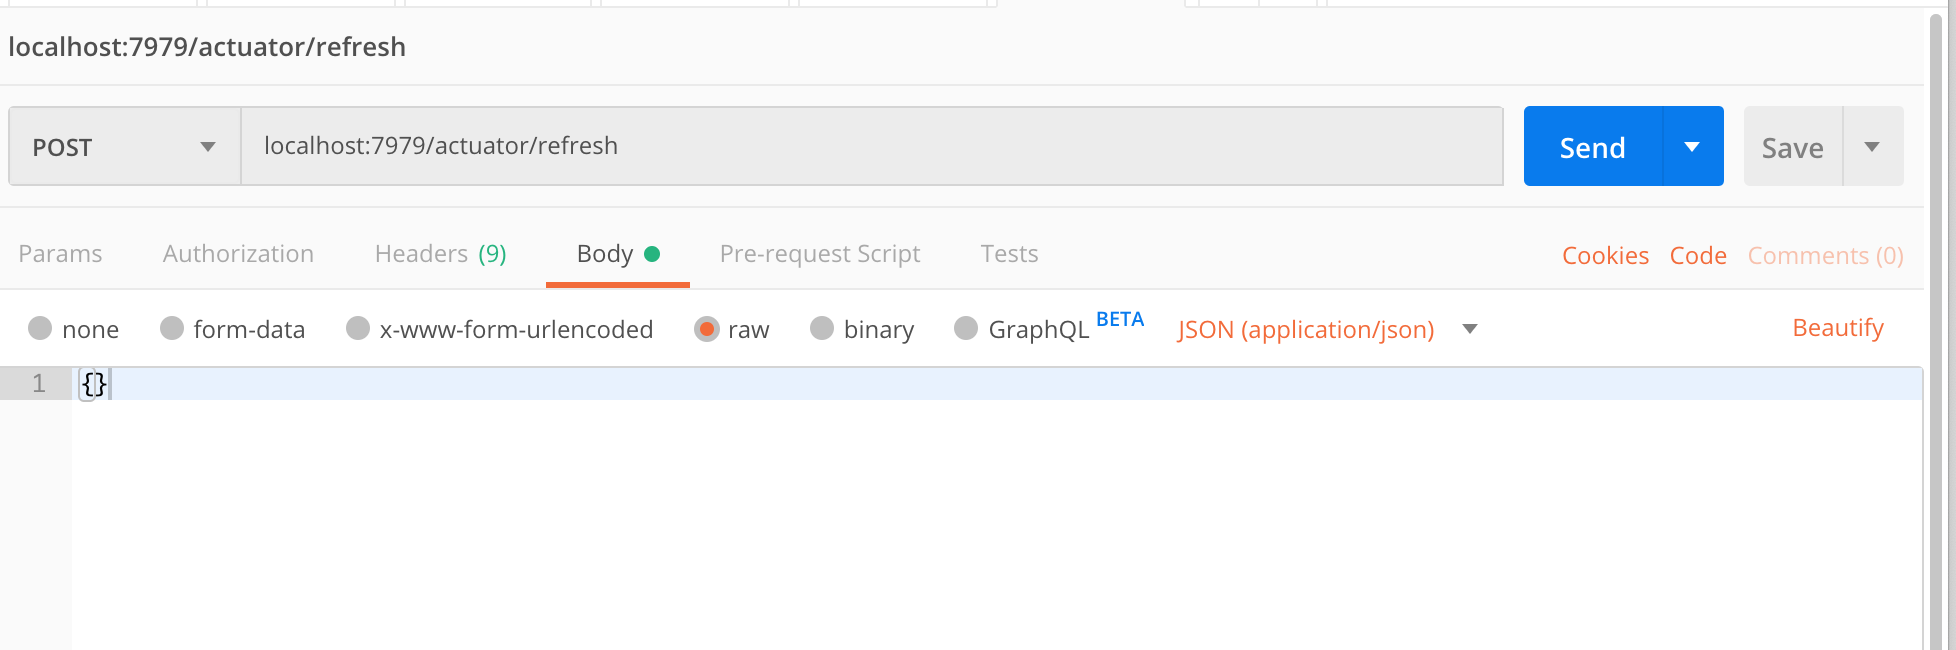 localhost:7979/actuator/refresh
POST localhost:7979/actuator/refresh Send Save
Params Authorization Headers (9) Body Pre-request Script Tests Cookies Code Comments (0)
none form-data x-www-form-urlencoded raw binary GraphQL BETA JSON (application/json) Beautify
1 {}